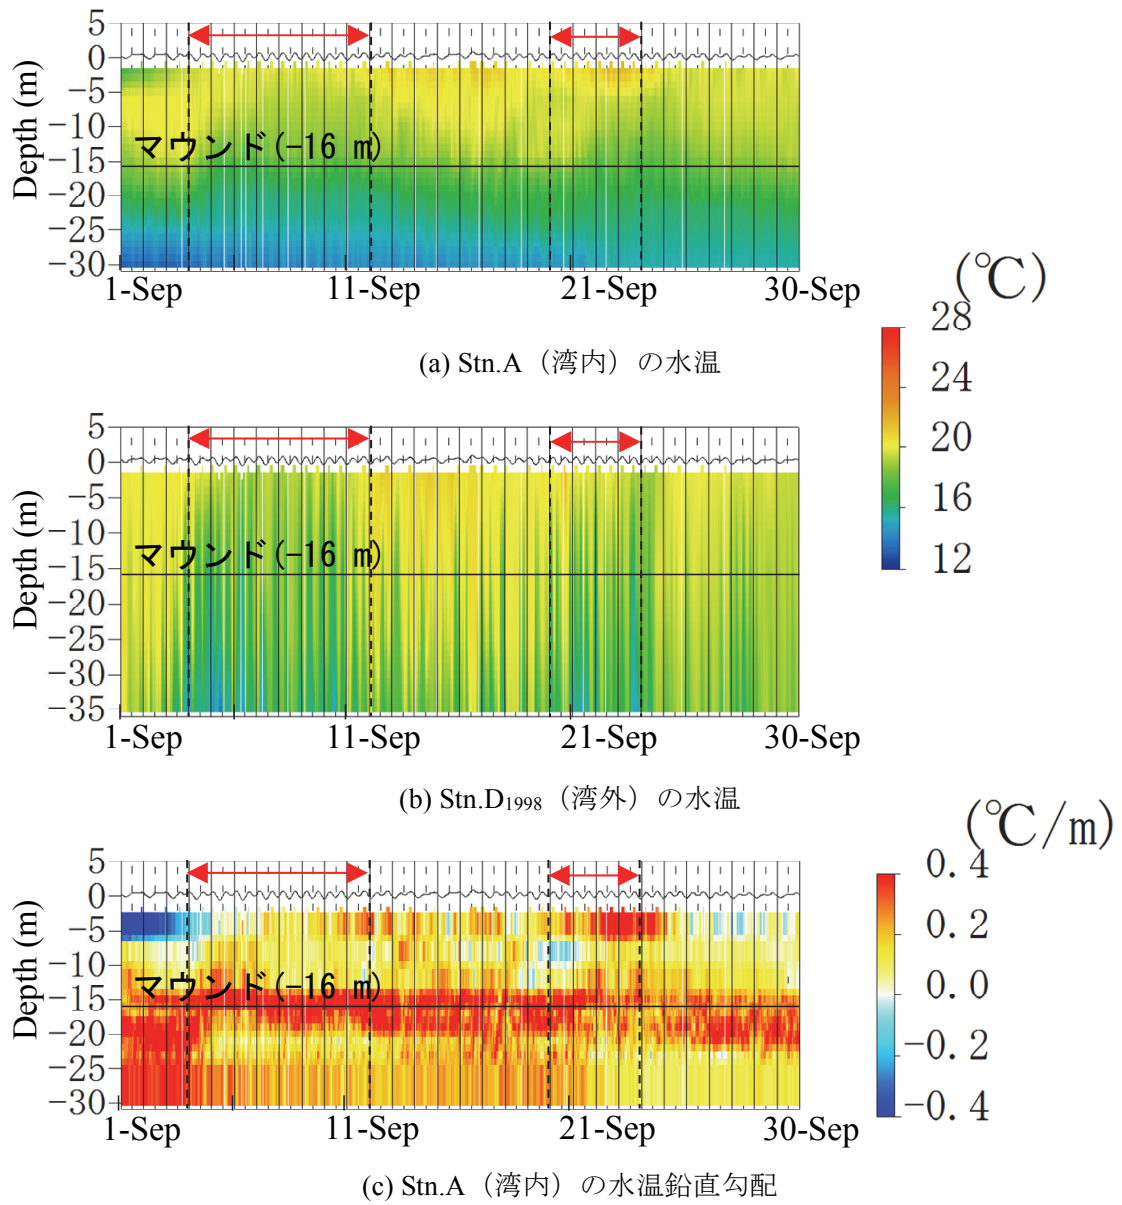 5
0
−5
−10
−15
−20
−25
−30
Depth (m)
マウンド(−16 m)
1-Sep 11-Sep 21-Sep 30-Sep
(a) Stn.A（湾内）の水温
(℃)
28
24
20
16
12
5
0
−5
−10
−15
−20
−25
−30
−35
Depth (m)
マウンド(−16 m)
1-Sep 11-Sep 21-Sep 30-Sep
(b) Stn.D1998（湾外）の水温
(℃/m)
0.4
0.2
0.0
−0.2
−0.4
5
0
−5
−10
−15
−20
−25
−30
Depth (m)
マウンド(−16 m)
1-Sep 11-Sep 21-Sep 30-Sep
(c) Stn.A（湾内）の水温鉛直勾配